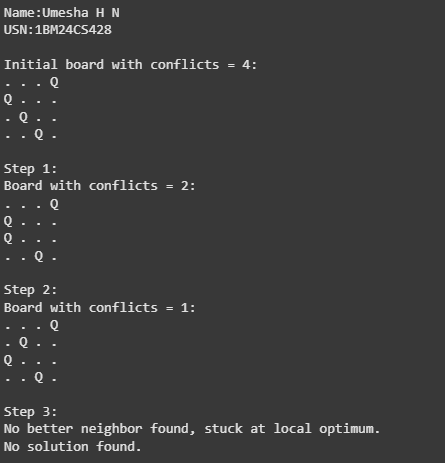 Name:Umesha H N
USN:1BM24CS428
Initial board with conflicts = 4:
. . . Q
Q . . .
. Q . .
. . Q .
Step 1:
Board with conflicts = 2:
. . . Q
Q . . .
Q . . .
. . Q .
Step 2:
Board with conflicts = 1:
. . . Q
. Q . .
Q . . .
. . Q .
Step 3:
No better neighbor found, stuck at local optimum.
No solution found.